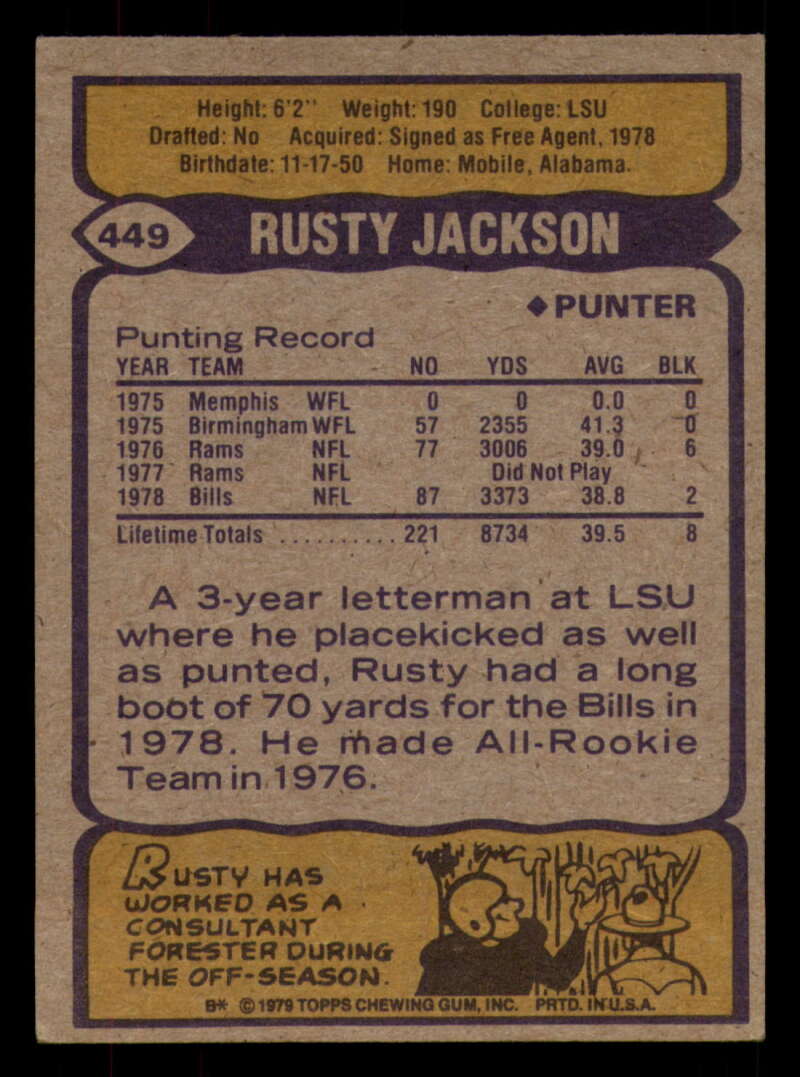 Height: 6'2" Weight: 190 College: LSU
Drafted: No Acquired: Signed as Free Agent, 1978
Birthdate: 11-17-50 Home: Mobile, Alabama.
449 RUSTY JACKSON
◆ PUNTER
Punting Record
YEAR TEAM NO YDS AVG BLK
1975 Memphis WFL 0 0 0.0 0
1975 Birmingham WFL 57 2355 41.3 0
1976 Rams NFL 77 3006 39.0 6
1977 Rams NFL Did Not Play
1978 Bills NFL 87 3373 38.8 2
Lifetime Totals .......... 221 8734 39.5 8
A 3-year letterman at LSU
where he placekicked as well
as punted, Rusty had a long
boot of 70 yards for the Bills in
1978. He made All-Rookie
Team in 1976.
RUSTY HAS
WORKED AS A
CONSULTANT
FORESTER DURING
THE OFF-SEASON.
B* © 1979 TOPPS CHEWING GUM, INC. PRTD. IN U.S.A.